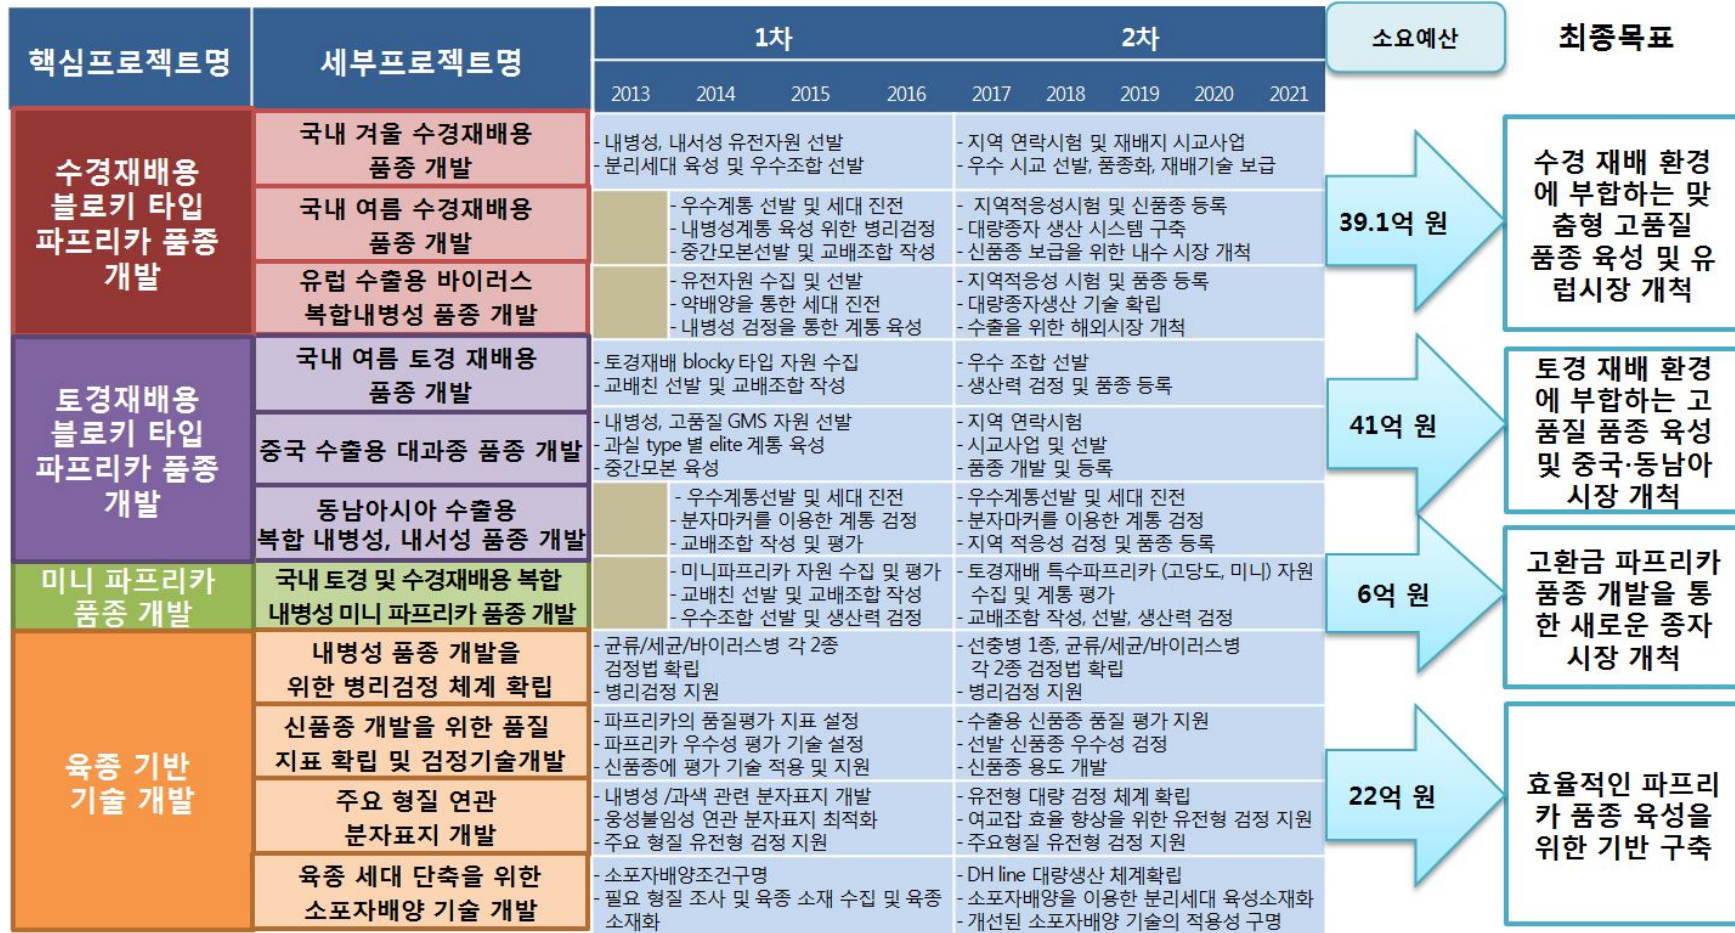 핵심프로젝트명
세부프로젝트명
1차
2차
2013 2014 2015 2016 2017 2018 2019 2020 2021
소요예산
최종목표
수경재배용
블로키 타입
파프리카 품종
개발
국내 겨울 수경재배용
품종 개발
- 내병성, 내서성 유전자원 선발
- 분리세대 육성 및 우수조합 선발
- 지역 연락시험 및 재배지 시교사업
- 우수 시교 선발, 품종화, 재배기술 보급
국내 여름 수경재배용
품종 개발
- 우수계통 선발 및 세대 진전
- 내병성계통 육성 위한 병리검정
- 중간모본선발 및 교배조합 작성
- 지역적응성시험 및 신품종 등록
- 대량종자 생산 시스템 구축
- 신품종 보급을 위한 내수 시장 개척
유럽 수출용 바이러스
복합내병성 품종 개발
- 유전자원 수집 및 선발
- 약배양을 통한 세대 진전
- 내병성 검정을 통한 계통 육성
- 지역적응성 시험 및 품종 등록
- 대량종자생산 기술 확립
- 수출을 위한 해외시장 개척
39.1억 원
수경 재배 환경
에 부합하는 맞
춤형 고품질
품종 육성 및 유
럽시장 개척
토경재배용
블로키 타입
파프리카 품종
개발
국내 여름 토경 재배용
품종 개발
- 토경재배 blocky 타입 자원 수집
- 교배친 선발 및 교배조합 작성
- 우수 조합 선발
- 생산력 검정 및 품종 등록
중국 수출용 대과종 품종 개발
- 내병성, 고품질 GMS 자원 선발
- 과실 type 별 elite 계통 육성
- 중간모본 육성
- 지역 연락시험
- 시교사업 및 선발
- 품종 개발 및 등록
동남아시아 수출용
복합 내병성, 내서성 품종 개발
- 우수계통선발 및 세대 진전
- 분자마커를 이용한 계통 검정
- 교배조합 작성 및 평가
- 우수계통선발 및 세대 진전
- 분자마커를 이용한 계통 검정
- 지역 적응성 검정 및 품종 등록
41억 원
토경 재배 환경
에 부합하는 고
품질 품종 육성
및 중국·동남아
시장 개척
미니 파프리카
품종 개발
국내 토경 및 수경재배용 복합
내병성 미니 파프리카 품종 개발
- 미니파프리카 자원 수집 및 평가
- 교배친 선발 및 교배조합 작성
- 우수조합 선발 및 생산력 검정
- 토경재배 특수파프리카 (고당도, 미니) 자원
수집 및 계통 평가
- 교배조합 작성, 선발, 생산력 검정
6억 원
고환금 파프리카
품종 개발을 통
한 새로운 종자
시장 개척
육종 기반
기술 개발
내병성 품종 개발을
위한 병리검정 체계 확립
- 균류/세균/바이러스병 각 2종
검정법 확립
- 병리검정 지원
- 선충병 1종, 균류/세균/바이러스병
각 2종 검정법 확립
- 병리검정 지원
신품종 개발을 위한 품질
지표 확립 및 검정기술개발
- 파프리카의 품질평가 지표 설정
- 파프리카 우수성 평가 기술 설정
- 신품종에 평가 기술 적용 및 지원
- 수출용 신품종 품질 평가 지원
- 선발 신품종 우수성 검정
- 신품종 용도 개발
주요 형질 연관
분자표지 개발
- 내병성 /과색 관련 분자표지 개발
- 웅성불임성 연관 분자표지 최적화
- 주요 형질 유전형 검정 지원
- 유전형 대량 검정 체계 확립
- 여교잡 효율 향상을 위한 유전형 검정 지원
- 주요형질 유전형 검정 지원
육종 세대 단축을 위한
소포자배양 기술 개발
- 소포자배양조건구명
- 필요 형질 조사 및 육종 소재 수집 및 육종
소재화
- DH line 대량생산 체계확립
- 소포자배양을 이용한 분리세대 육성소재화
- 개선된 소포자배양 기술의 적용성 구명
22억 원
효율적인 파프리
카 품종 육성을
위한 기반 구축